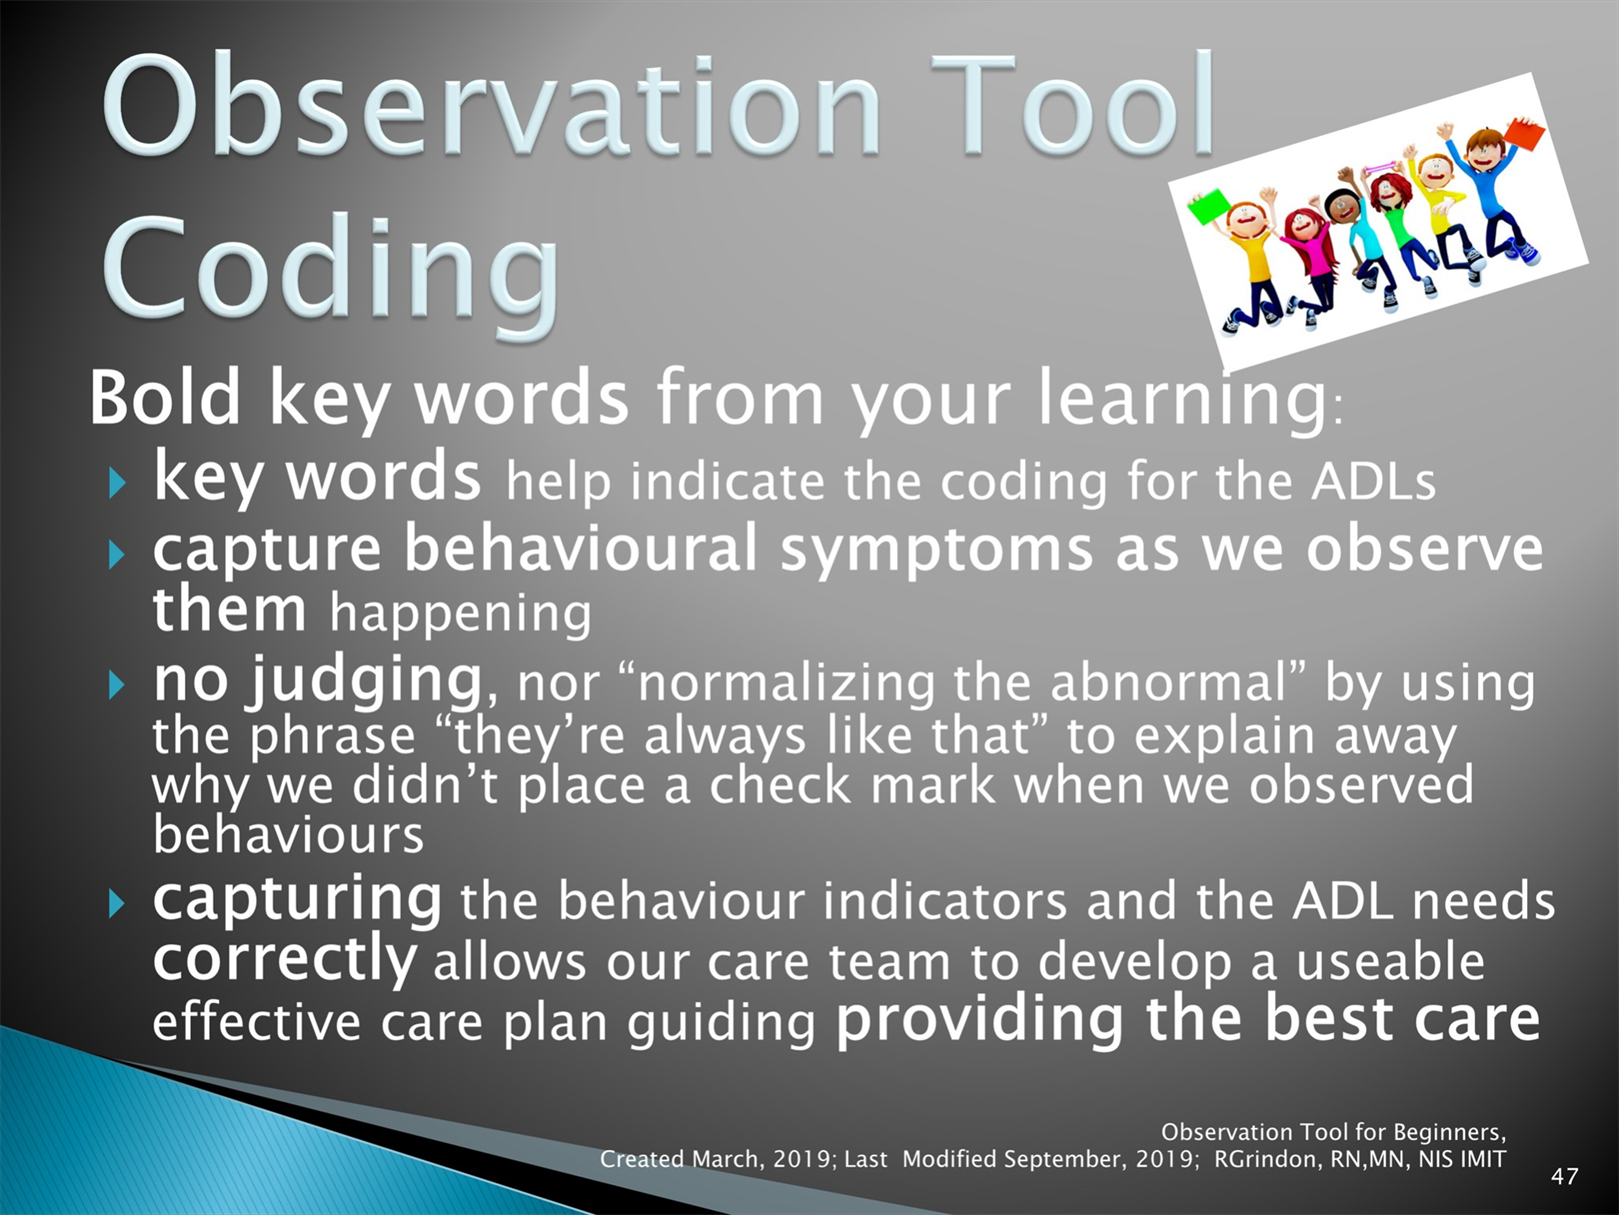 Observation Tool
Coding
Bold key words from your learning:
key words help indicate the coding for the ADLs
capture behavioural symptoms as we observe
them happening
no judging, nor “normalizing the abnormal” by using
the phrase “they’re always like that” to explain away
why we didn’t place a check mark when we observed
behaviours
capturing the behaviour indicators and the ADL needs
correctly allows our care team to develop a useable
effective care plan guiding providing the best care
Observation Tool for Beginners,
Created March, 2019; Last Modified September, 2019; RGrindon, RN,MN, NIS IMIT
47